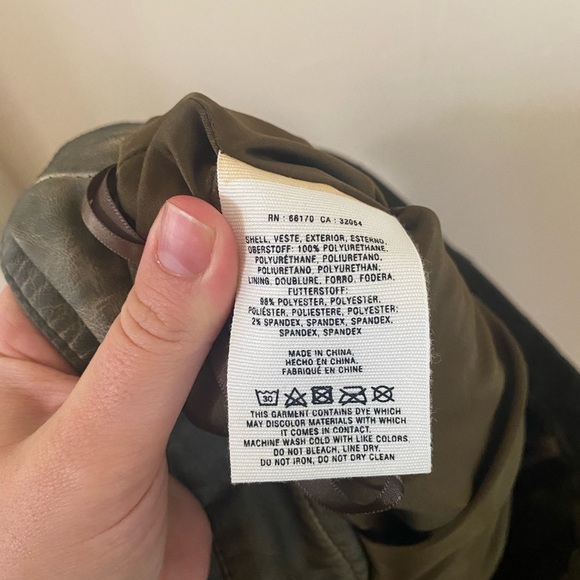 RN : 66170 CA : 32054
SHELL, VESTE, EXTERIOR, ESTERNO,
OBERSTOFF: 100% POLYURETHANE,
POLYURÉTHANE, POLIURETANO,
POLIURETANO, POLYURETHAN,
LINING, DOUBLURE, FORRO, FODERA,
FUTTERSTOFF:
98% POLYESTER, POLYESTER,
POLIÉSTER, POLIESTERE, POLYESTER;
2% SPANDEX, SPANDEX, SPANDEX,
SPANDEX, SPANDEX
MADE IN CHINA,
HECHO EN CHINA,
FABRIQUÉ EN CHINE
30
THIS GARMENT CONTAINS DYE WHICH
MAY DISCOLOR MATERIALS WITH WHICH
IT COMES IN CONTACT.
MACHINE WASH COLD WITH LIKE COLORS,
DO NOT BLEACH, LINE DRY,
DO NOT IRON, DO NOT DRY CLEAN